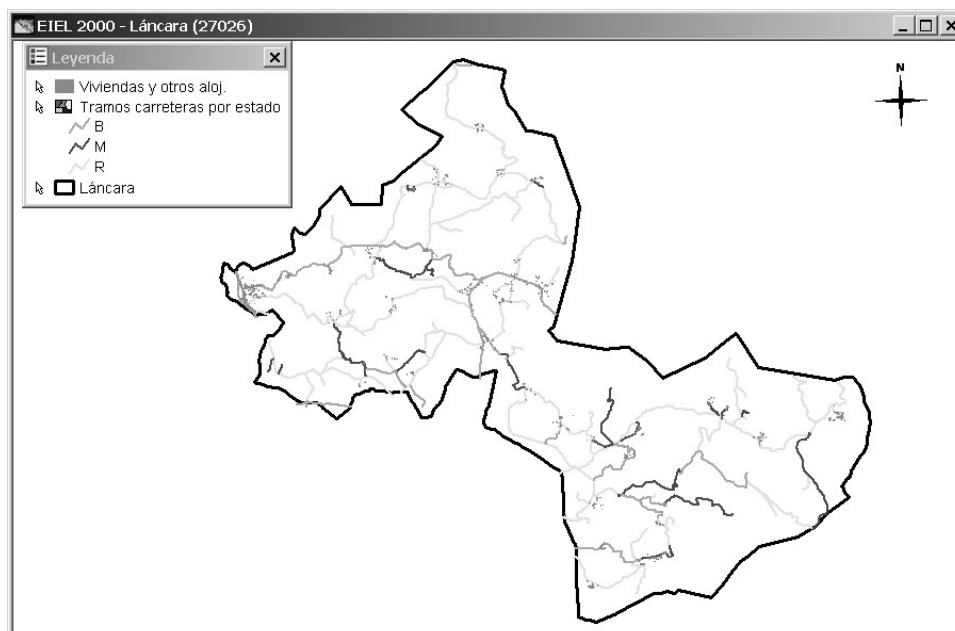 EIEL 2000 - Láncara (27026)
Leyenda
Viviendas y otros aloj.
Tramos carreteras por estado
B
M
R
Láncara
N